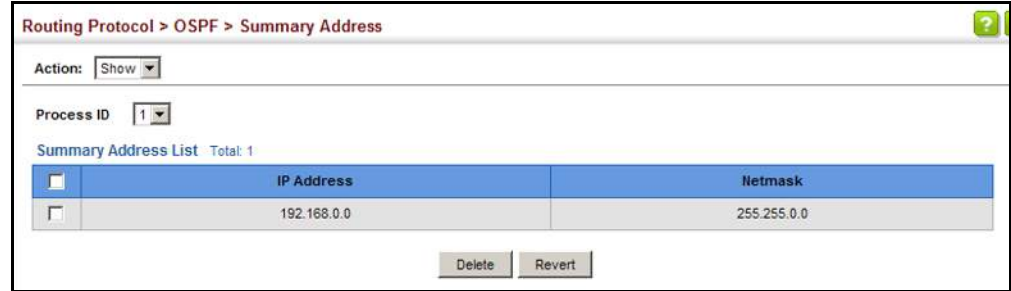 Routing Protocol > OSPF > Summary Address
?
Action: Show
Process ID 1
Summary Address List Total: 1
IP Address Netmask
192.168.0.0 255.255.0.0
Delete Revert